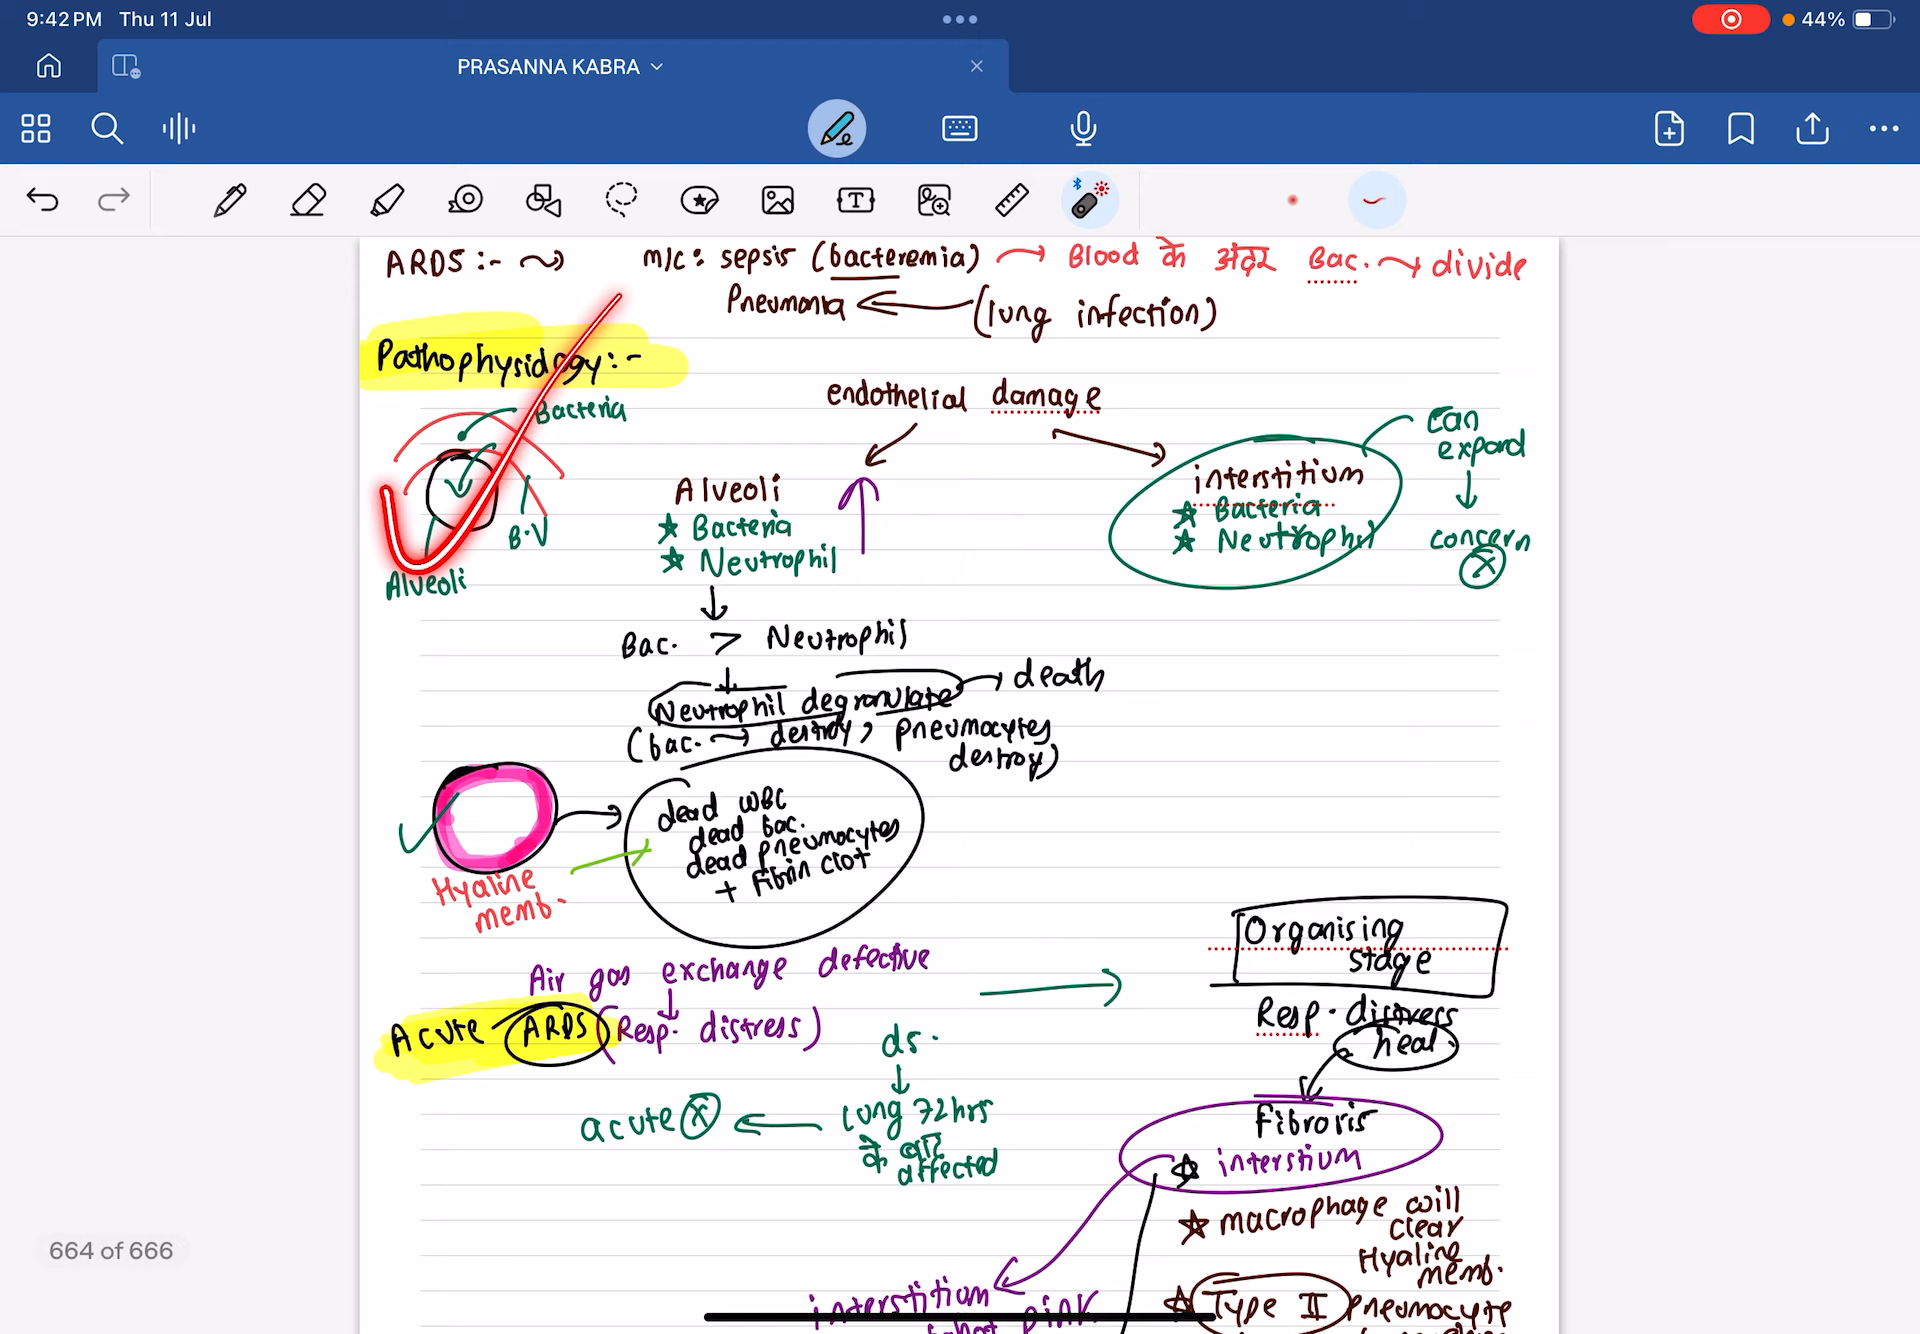 9:42 PM Thu 11 Jul
44%
PRASANNA KABRA
ARDS :-
m/c: sepsis (bacteremia) → Blood के अंदर Bac. → divide
Pneumonia ← (lung infection)
Pathophysiology:-
endothelial damage
Bacteria
B.V
Alveoli
Alveoli
★ Bacteria
★ Neutrophil
interstitium
★ Bacteria
★ Neutrophil
Can
expand
↓
concern
X
Bac. > Neutrophil
Neutrophil degranulate → death
(bac. → destroy, pneumocytes
destroy)
dead WBC
dead bac.
dead pneumocytes
+ Fibrin clot
Hyaline
memb.
Air gas exchange defective
Acute ARDS (Resp. distress)
ds.
↓
lung 72hrs
के बाद
affected
acute X
Organising
stage
Resp. distress
heal
Fibrosis
☆ interstium
☆ macrophage will
clear
Hyaline
memb.
☆ Type II pneumocyte
interstitium
pink
664 of 666